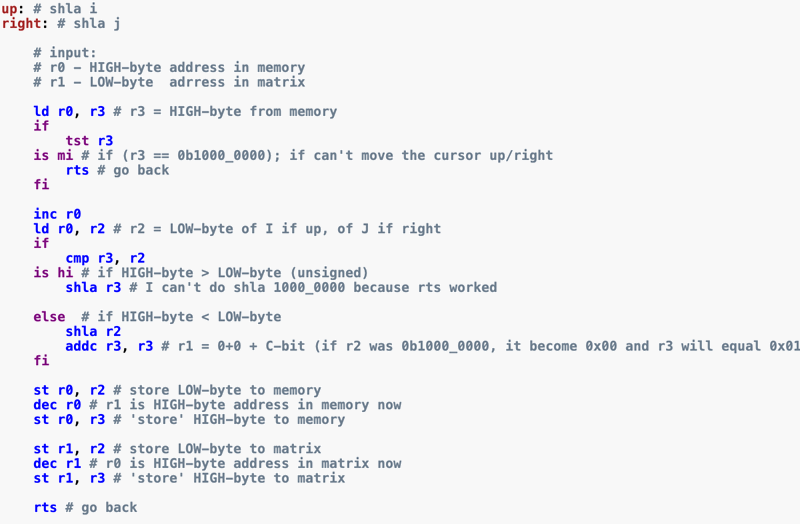 up: # shla i
right: # shla j
# input:
# r0 - HIGH-byte address in memory
# r1 - LOW-byte  adrress in matrix
ld r0, r3 # r3 = HIGH-byte from memory
if
tst r3
is mi # if (r3 == 0b1000_0000); if can't move the cursor up/right
rts # go back
fi
inc r0
ld r0, r2 # r2 = LOW-byte of I if up, of J if right
if
cmp r3, r2
is hi # if HIGH-byte > LOW-byte (unsigned)
shla r3 # I can't do shla 1000_0000 because rts worked
else  # if HIGH-byte < LOW-byte
shla r2
addc r3, r3 # r1 = 0+0 + C-bit (if r2 was 0b1000_0000, it become 0x00 and r3 will equal 0x01
fi
st r0, r2 # store LOW-byte to memory
dec r0 # r1 is HIGH-byte address in memory now
st r0, r3 # 'store' HIGH-byte to memory
st r1, r2 # store LOW-byte to matrix
dec r1 # r0 is HIGH-byte address in matrix now
st r1, r3 # 'store' HIGH-byte to matrix
rts # go back